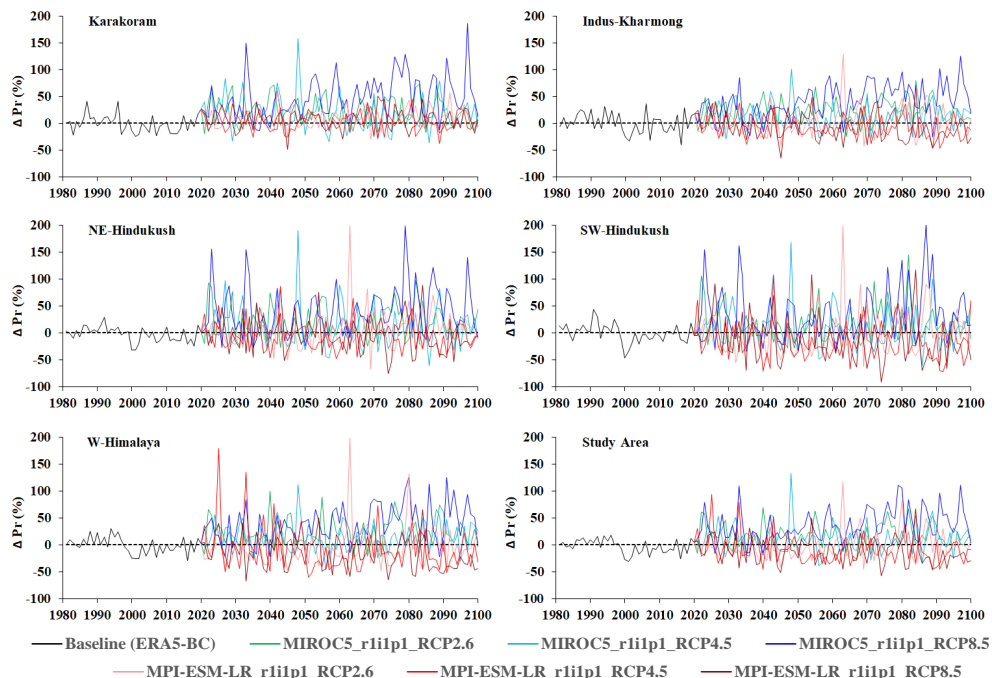 Karakoram
Δ Pr (%)
200
150
100
50
0
-50
-100
1980 1990 2000 2010 2020 2030 2040 2050 2060 2070 2080 2090 2100
Indus-Kharmong
Δ Pr (%)
200
150
100
50
0
-50
-100
1980 1990 2000 2010 2020 2030 2040 2050 2060 2070 2080 2090 2100
NE-Hindukush
Δ Pr (%)
200
150
100
50
0
-50
-100
1980 1990 2000 2010 2020 2030 2040 2050 2060 2070 2080 2090 2100
SW-Hindukush
Δ Pr (%)
200
150
100
50
0
-50
-100
1980 1990 2000 2010 2020 2030 2040 2050 2060 2070 2080 2090 2100
W-Himalaya
Δ Pr (%)
200
150
100
50
0
-50
-100
1980 1990 2000 2010 2020 2030 2040 2050 2060 2070 2080 2090 2100
Study Area
Δ Pr (%)
200
150
100
50
0
-50
-100
1980 1990 2000 2010 2020 2030 2040 2050 2060 2070 2080 2090 2100
Baseline (ERA5-BC) MIROC5_r1i1p1_RCP2.6 MIROC5_r1i1p1_RCP4.5 MIROC5_r1i1p1_RCP8.5
MPI-ESM-LR_r1i1p1_RCP2.6 MPI-ESM-LR_r1i1p1_RCP4.5 MPI-ESM-LR_r1i1p1_RCP8.5